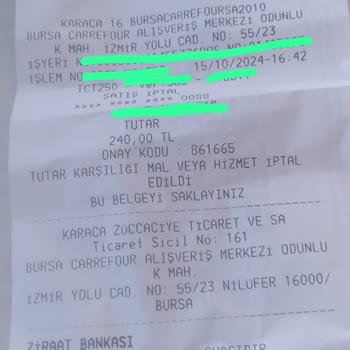 KARACA 16 BURSACARREFOURSA2010
BURSA CARREFOUR ALIŞVERİŞ MERKEZİ ODUNLU
K MAH. İZMİR YOLU CAD. NO: 55/23
İŞYERİ
İŞLEM NO 15/10/2024-16:42
ICT250 -
SATIŞ İPTAL
**** **** **** 0088
TUTAR
240,00 TL
ONAY KODU : 861665
TUTAR KARŞILIĞI MAL VEYA HİZMET İPTAL
EDİLDİ
BU BELGEYİ SAKLAYINIZ
KARACA ZÜCCACİYE TİCARET VE SA
Ticaret Sicil No: 161
BURSA CARREFOUR ALIŞVERİŞ MERKEZİ ODUNLU
K MAH.
İZMİR YOLU CAD. NO: 55/23 NİLÜFER 16000/
BURSA
ZİRAAT BANKASI